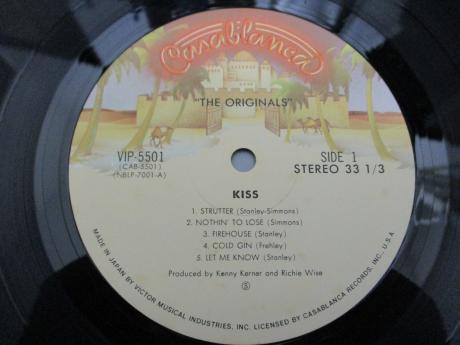 Casablanca
"THE ORIGINALS"
VIP-5501
(CAB-5501)
(NBLP-7001-A)
SIDE 1
STEREO 33 1/3
KISS
1. STRUTTER (Stanley-Simmons)
2. NOTHIN' TO LOSE (Simmons)
3. FIREHOUSE (Stanley)
4. COLD GIN (Frehley)
5. LET ME KNOW (Stanley)
Produced by Kenny Kerner and Richie Wise
Ⓢ
MADE IN JAPAN BY VICTOR MUSICAL INDUSTRIES, INC. LICENSED BY CASABLANCA RECORDS, INC., U.S.A.